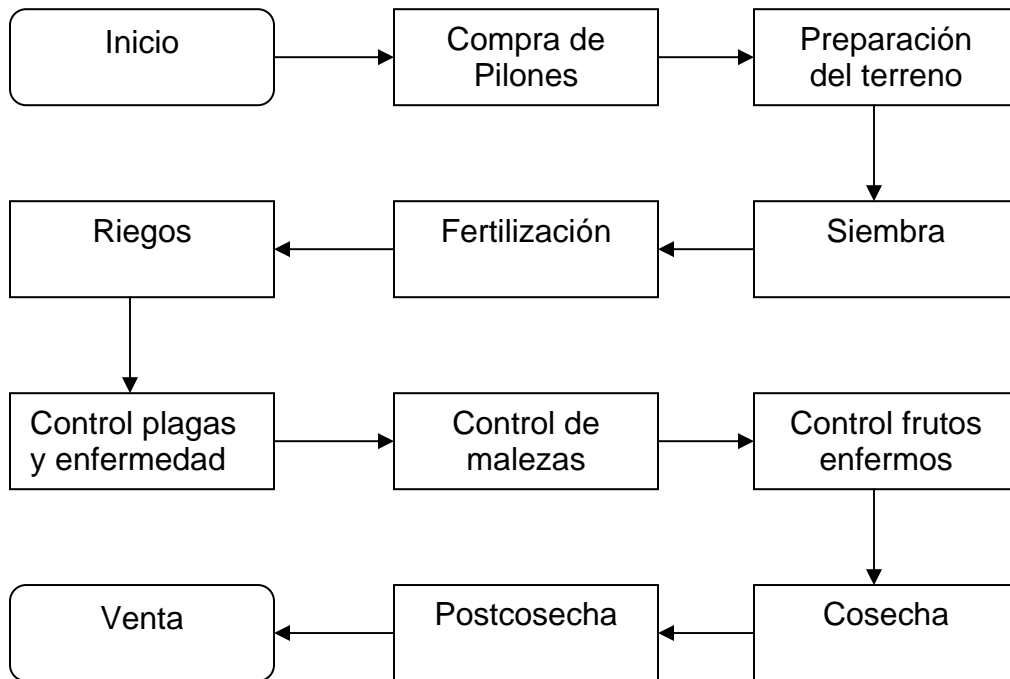 Inicio
Compra de
Pilones
Preparación
del terreno
Siembra
Fertilización
Riegos
Control plagas
y enfermedad
Control de
malezas
Control frutos
enfermos
Cosecha
Postcosecha
Venta